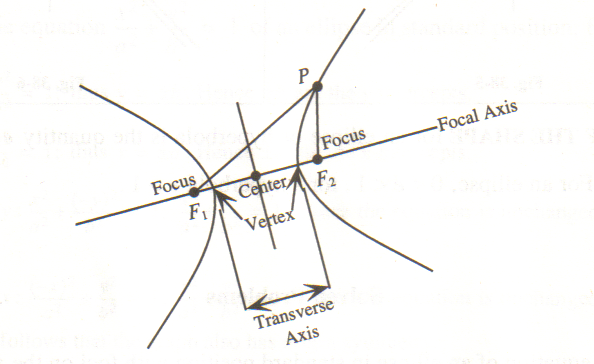 P
Focal Axis
Focus
F₂
Focus
F₁
Center
Vertex
Transverse
Axis